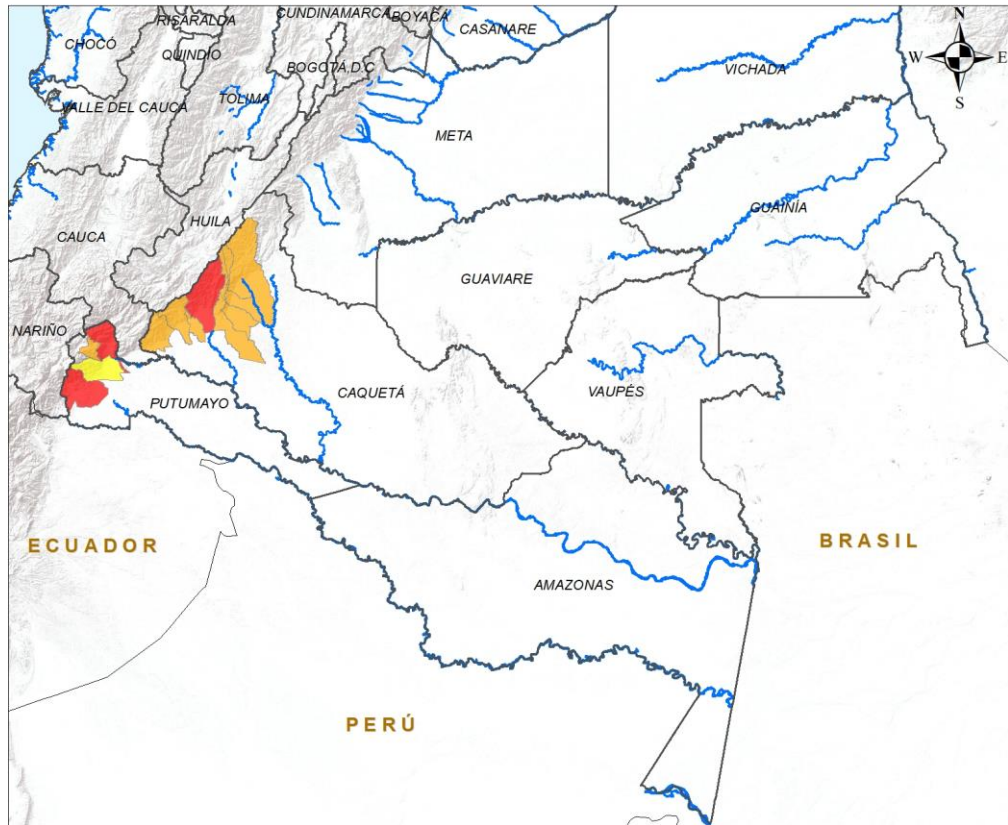 CUNDINAMARCA
BOYACÁ
RISARALDA
CASANARE
N
CHOCÓ
QUINDÍO
BOGOTÁ D.C
W
E
VICHADA
S
TOLIMA
VALLE DEL CAUCA
META
GUAINÍA
HUILA
CAUCA
GUAVIARE
NARIÑO
CAQUETÁ
VAUPÉS
PUTUMAYO
ECUADOR
BRASIL
AMAZONAS
PERÚ